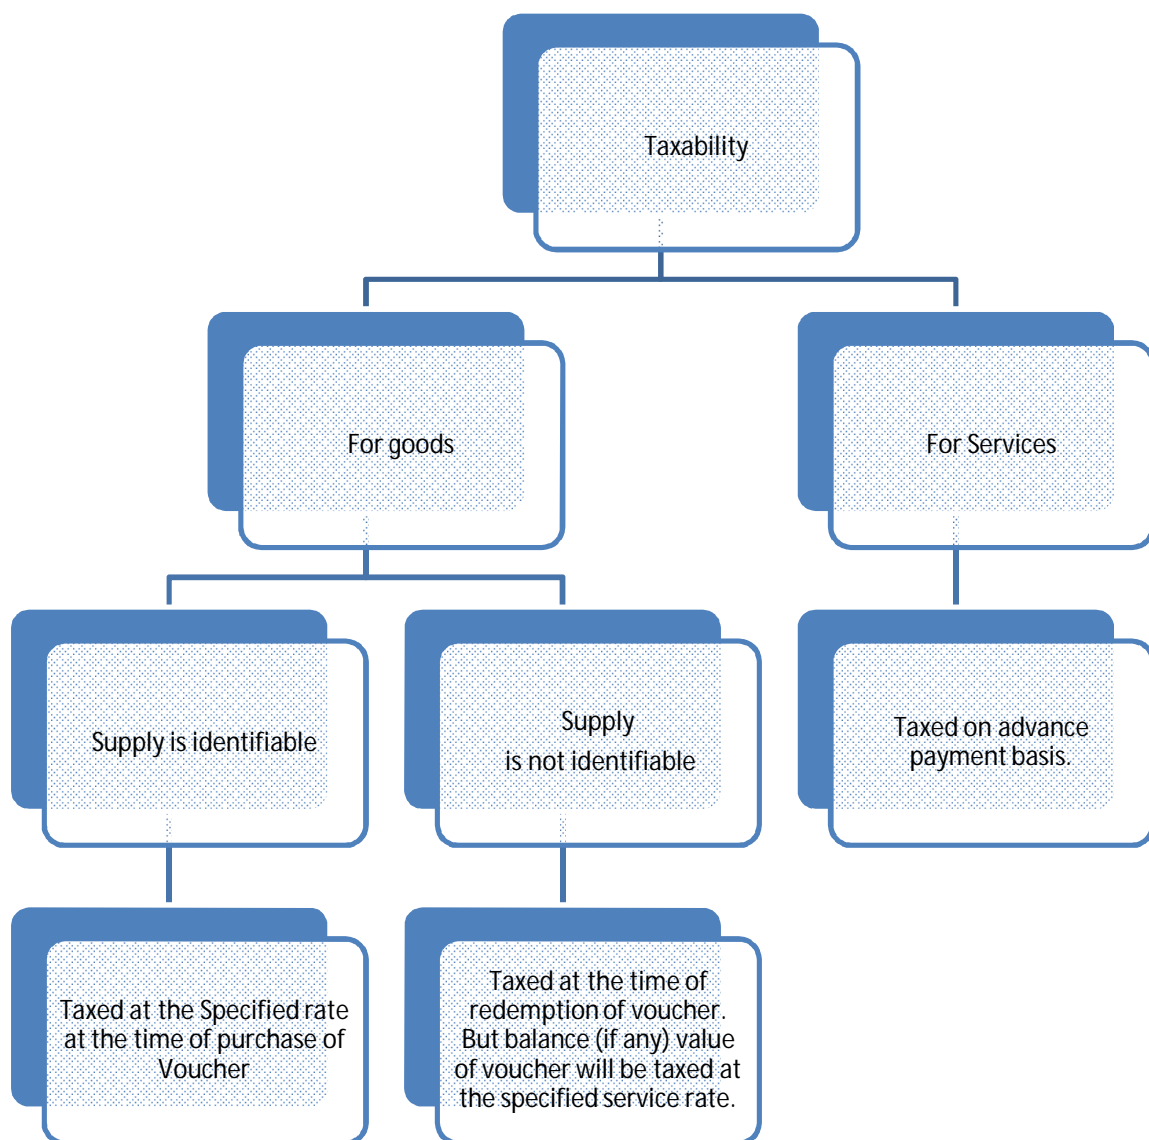 Taxability
For goods
For Services
Supply is identifiable
Supply
is not identifiable
Taxed on advance
payment basis.
Taxed at the Specified rate
at the time of purchase of
Voucher
Taxed at the time of
redemption of voucher.
But balance (if any) value
of voucher will be taxed at
the specified service rate.